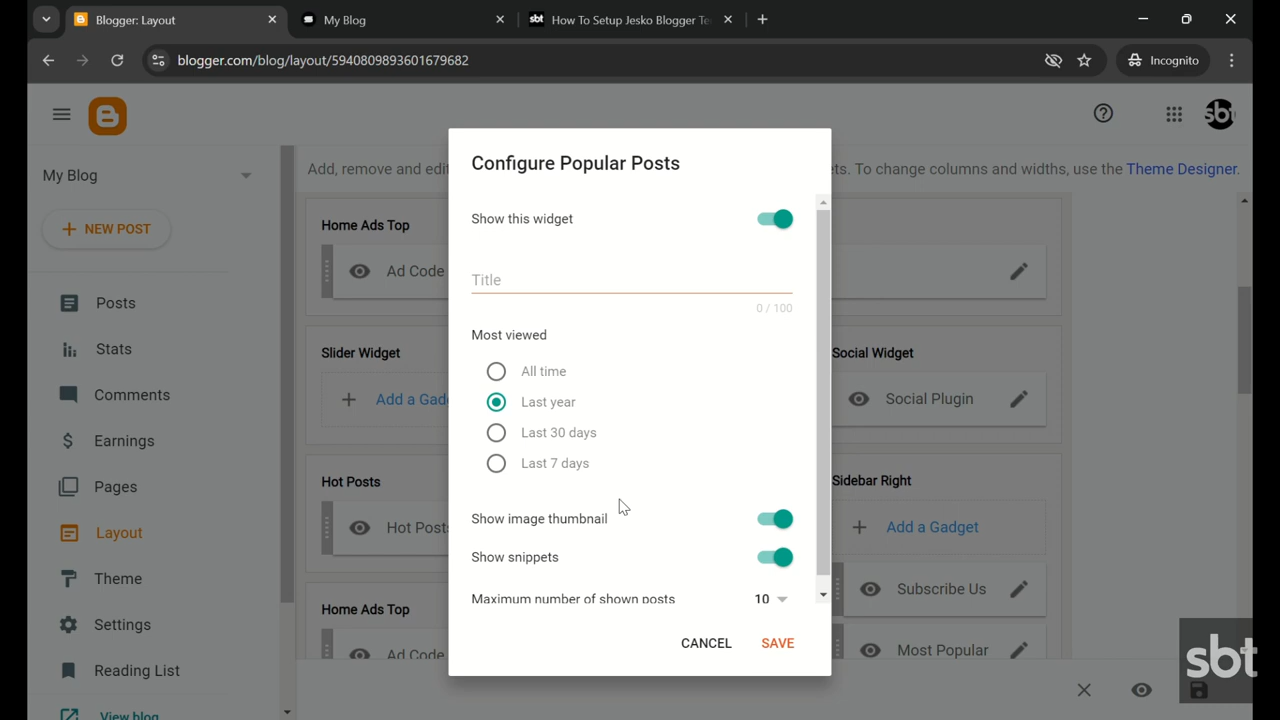 Blogger: Layout
My Blog
sbt
How To Setup Jesko Blogger Te
blogger.com/blog/layout/5940809893601679682
Incognito
sbt
My Blog
NEW POST
Posts
Stats
Comments
Earnings
Pages
Layout
Theme
Settings
Reading List
View blog
Add, remove and edit
ts. To change columns and widths, use the Theme Designer.
Home Ads Top
Ad Code
Slider Widget
Add a Gadg
Hot Posts
Hot Posts
Home Ads Top
Ad Code
Configure Popular Posts
Show this widget
Title
0 / 100
Most viewed
All time
Last year
Last 30 days
Last 7 days
Show image thumbnail
Show snippets
Maximum number of shown posts
10
CANCEL
SAVE
Social Widget
Social Plugin
Sidebar Right
Add a Gadget
Subscribe Us
Most Popular
sbt